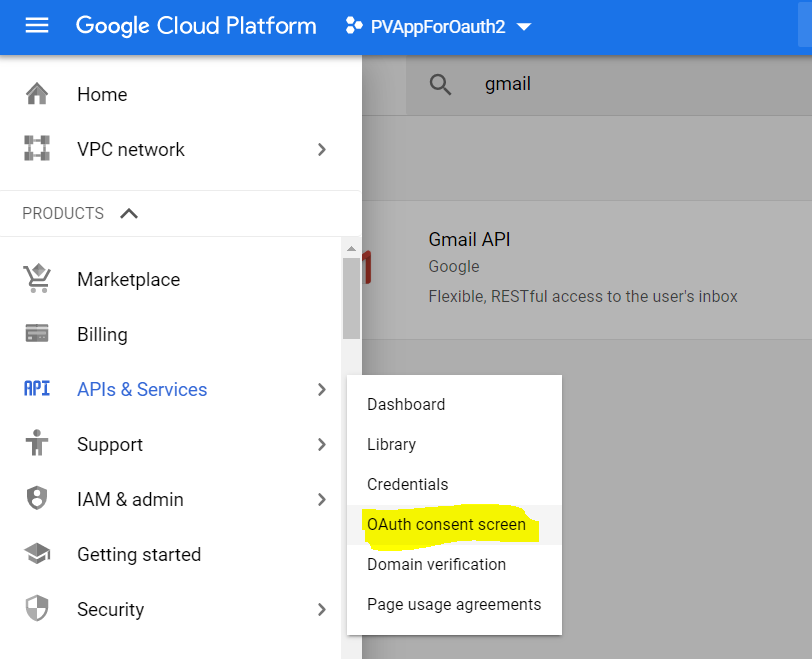 Google Cloud Platform
PVAppForOauth2
gmail
Home
VPC network
PRODUCTS
Marketplace
Billing
API APIs & Services
Support
IAM & admin
Getting started
Security
Gmail API
Google
Flexible, RESTful access to the user's inbox
Dashboard
Library
Credentials
OAuth consent screen
Domain verification
Page usage agreements